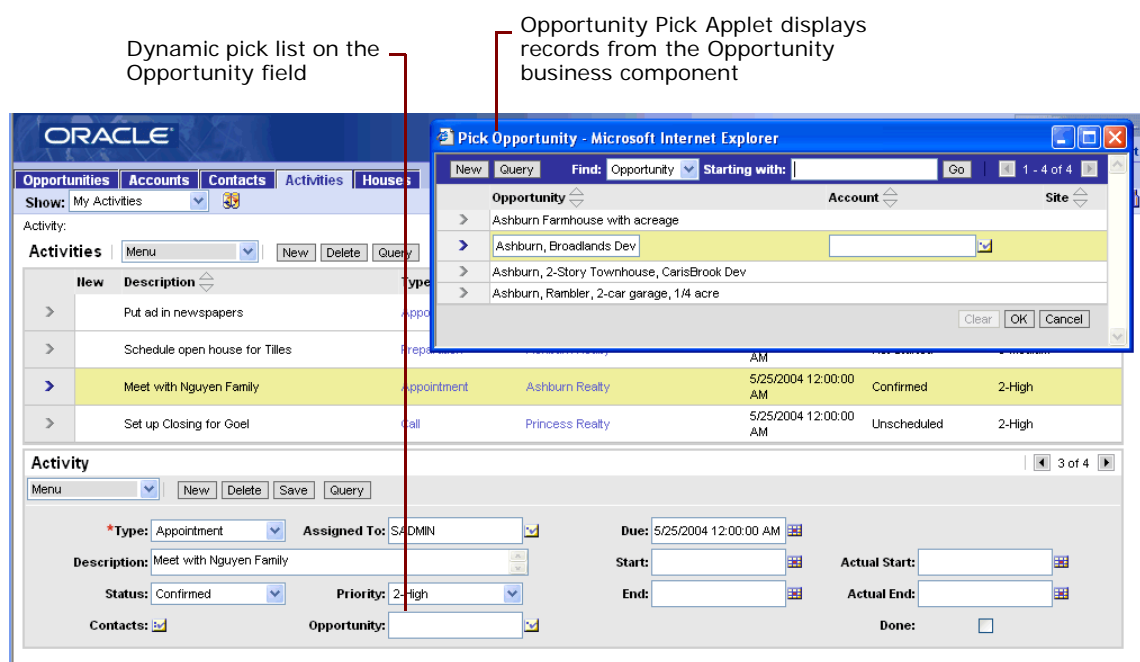 Dynamic pick list on the
Opportunity field
Opportunity Pick Applet displays
records from the Opportunity
business component
ORACLE
Pick Opportunity - Microsoft Internet Explorer
New Query Find: Opportunity Starting with: Go 1 - 4 of 4
Opportunity Account Site
Ashburn Farmhouse with acreage
Ashburn, Broadlands Dev
Ashburn, 2-Story Townhouse, CarisBrook Dev
Ashburn, Rambler, 2-car garage, 1/4 acre
Clear OK Cancel
Opportunities Accounts Contacts Activities Houses
Show: My Activities
Activity:
Activities Menu New Delete Query
New Description Type
Put ad in newspapers Appo
Schedule open house for Tilles AM
Meet with Nguyen Family Appointment Ashburn Realty 5/25/2004 12:00:00 AM Confirmed 2-High
Set up Closing for Goel Call Princess Realty 5/25/2004 12:00:00 AM Unscheduled 2-High
Activity 3 of 4
Menu New Delete Save Query
*Type: Appointment Assigned To: SADMIN Due: 5/25/2004 12:00:00 AM
Description: Meet with Nguyen Family Start: Actual Start:
Status: Confirmed Priority: 2-High End: Actual End:
Contacts: Opportunity: Done: